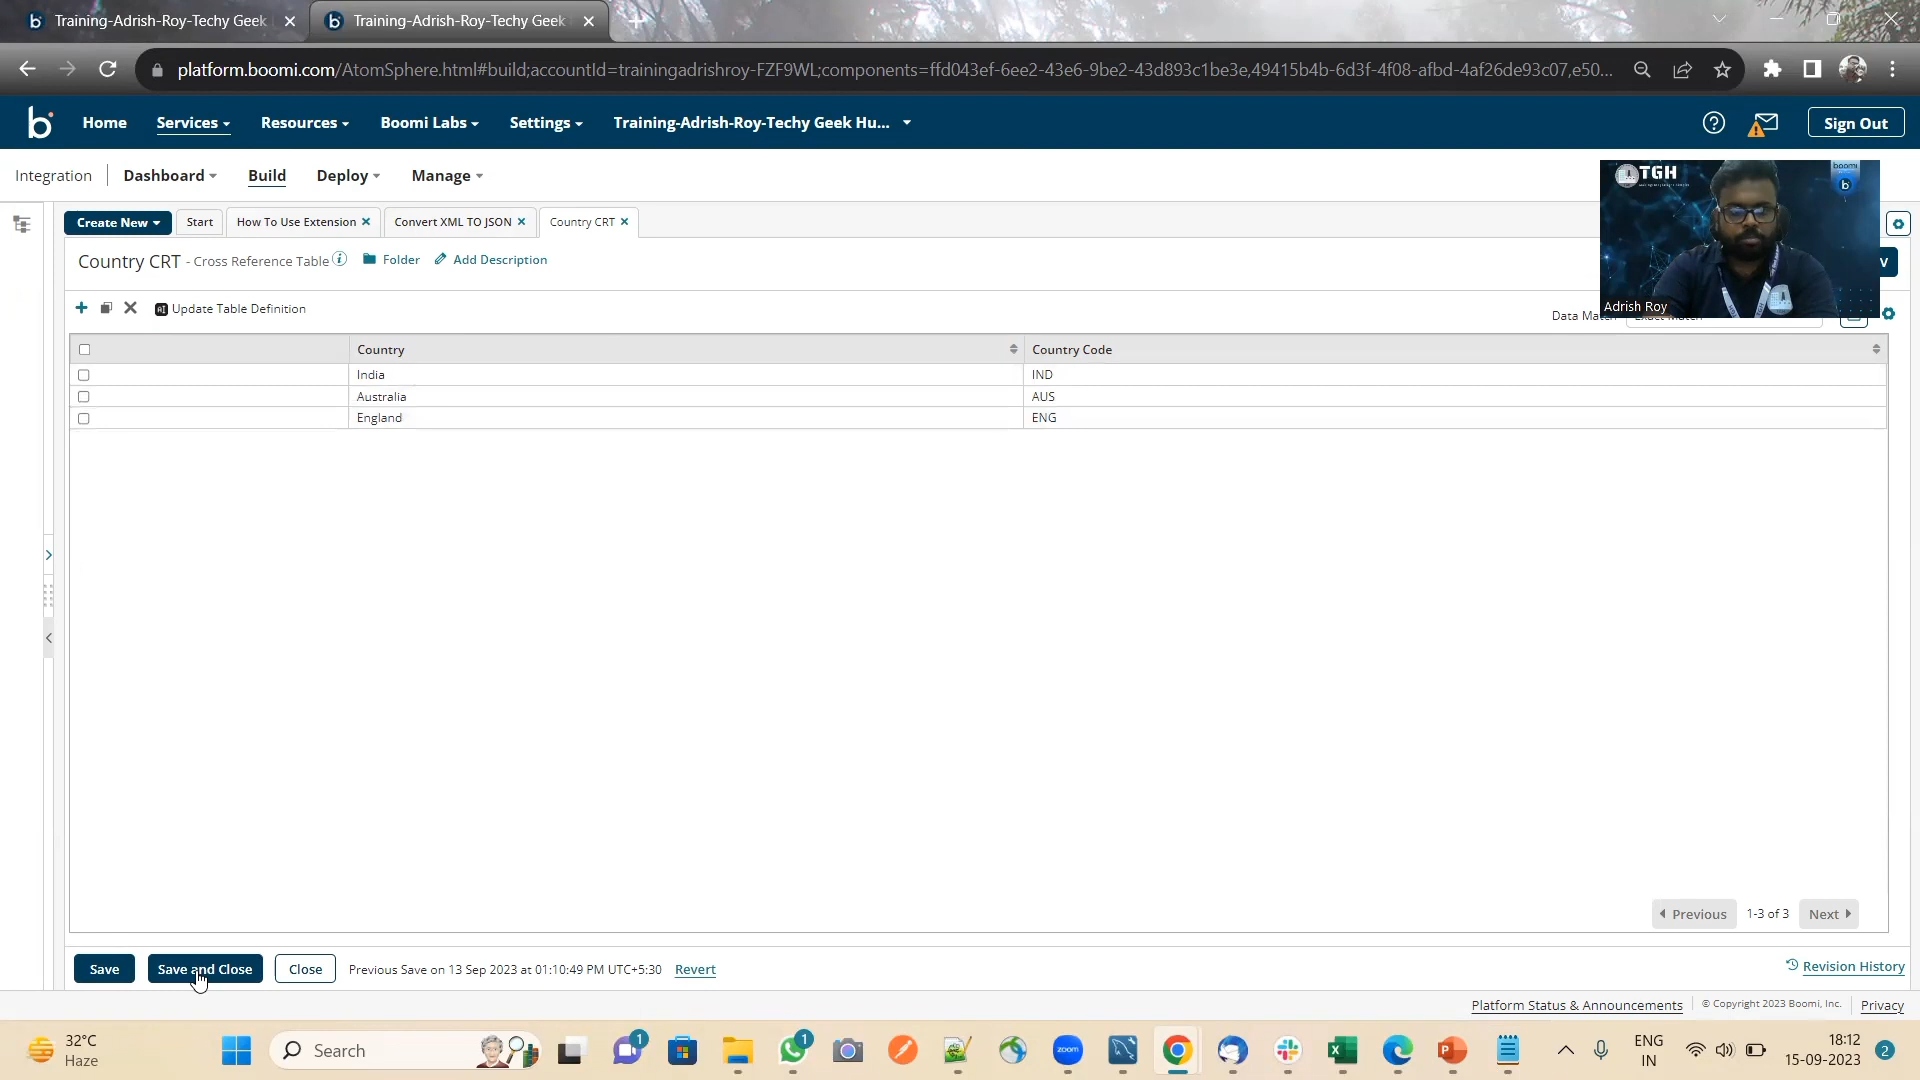 Training-Adrish-Roy-Techy Geek
Training-Adrish-Roy-Techy Geek
platform.boomi.com/AtomSphere.html#build;accountId=trainingadrishroy-FZF9WL;components=ffd043ef-6ee2-43e6-9be2-43d893c1be3e,49415b4b-6d3f-4f08-afbd-4af26de93c07,e50...
b Home Services Resources Boomi Labs Settings Training-Adrish-Roy-Techy Geek Hu... Sign Out
Integration Dashboard Build Deploy Manage
TGH
boomi
b
Adrish Roy
Create New Start How To Use Extension Convert XML TO JSON Country CRT
Country CRT - Cross Reference Table Folder Add Description
V
Update Table Definition
Data Match
Country Country Code
India IND
Australia AUS
England ENG
Previous 1-3 of 3 Next
Save Save and Close Close Previous Save on 13 Sep 2023 at 01:10:49 PM UTC+5:30 Revert Revision History
Platform Status & Announcements © Copyright 2023 Boomi, Inc. Privacy
32°C
Haze
Search
1
1
zoom
ENG
IN
18:12
15-09-2023
2